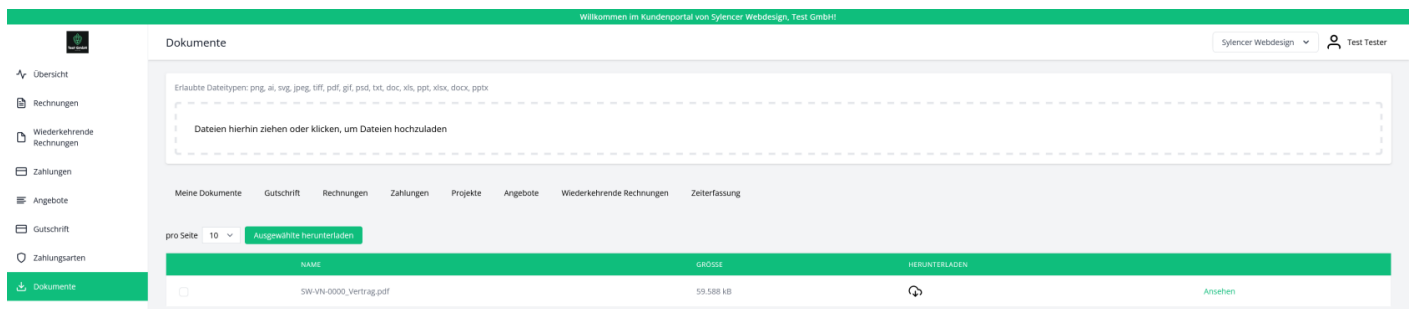 Willkommen im Kundenportal von Sylencer Webdesign, Test GmbH!
Test GmbH
Dokumente
Sylencer Webdesign
Test Tester
Übersicht
Rechnungen
Wiederkehrende
Rechnungen
Zahlungen
Angebote
Gutschrift
Zahlungsarten
Dokumente
Erlaubte Dateitypen: png, ai, svg, jpeg, tiff, pdf, gif, psd, txt, doc, xls, ppt, xlsx, docx, pptx
Dateien hierhin ziehen oder klicken, um Dateien hochzuladen
Meine Dokumente Gutschrift Rechnungen Zahlungen Projekte Angebote Wiederkehrende Rechnungen Zeiterfassung
pro Seite 10 Ausgewählte herunterladen
NAME GRÖSSE HERUNTERLADEN
SW-VN-0000_Vertrag.pdf 59.588 kB Ansehen